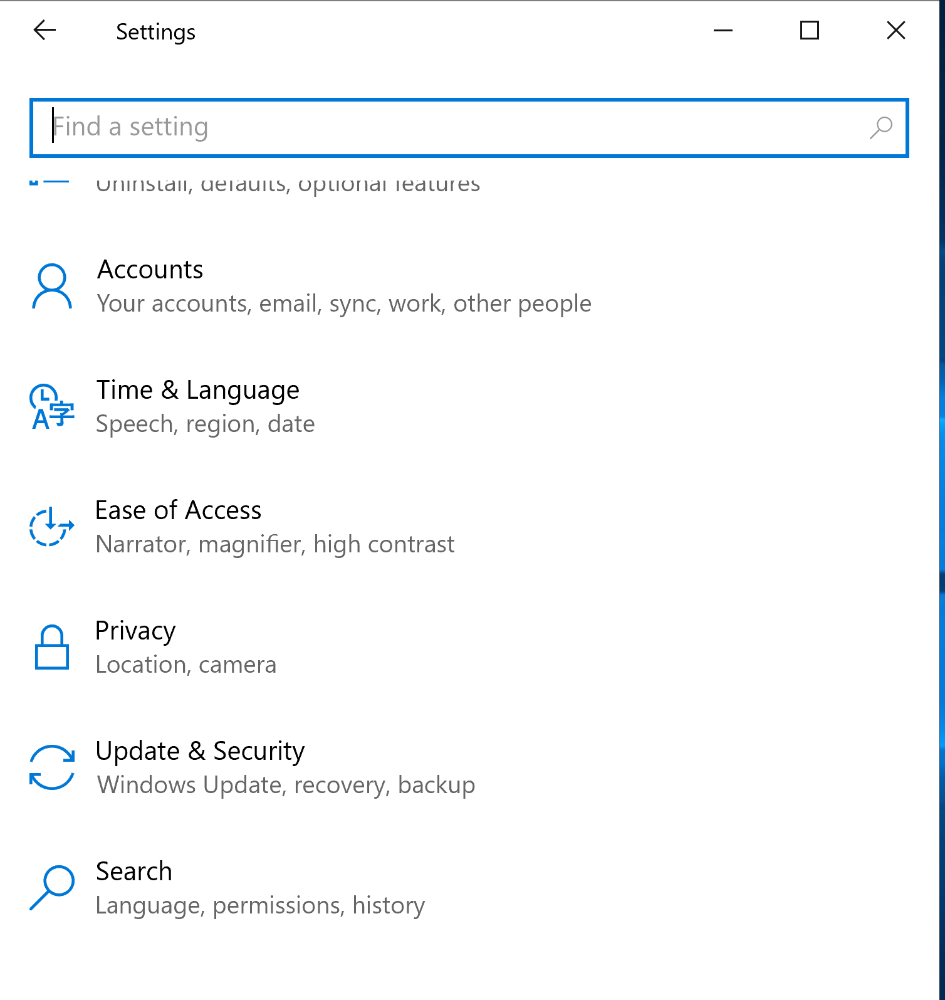 Settings
Find a setting
Uninstall, defaults, optional features
Accounts
Your accounts, email, sync, work, other people
Time & Language
Speech, region, date
Ease of Access
Narrator, magnifier, high contrast
Privacy
Location, camera
Update & Security
Windows Update, recovery, backup
Search
Language, permissions, history